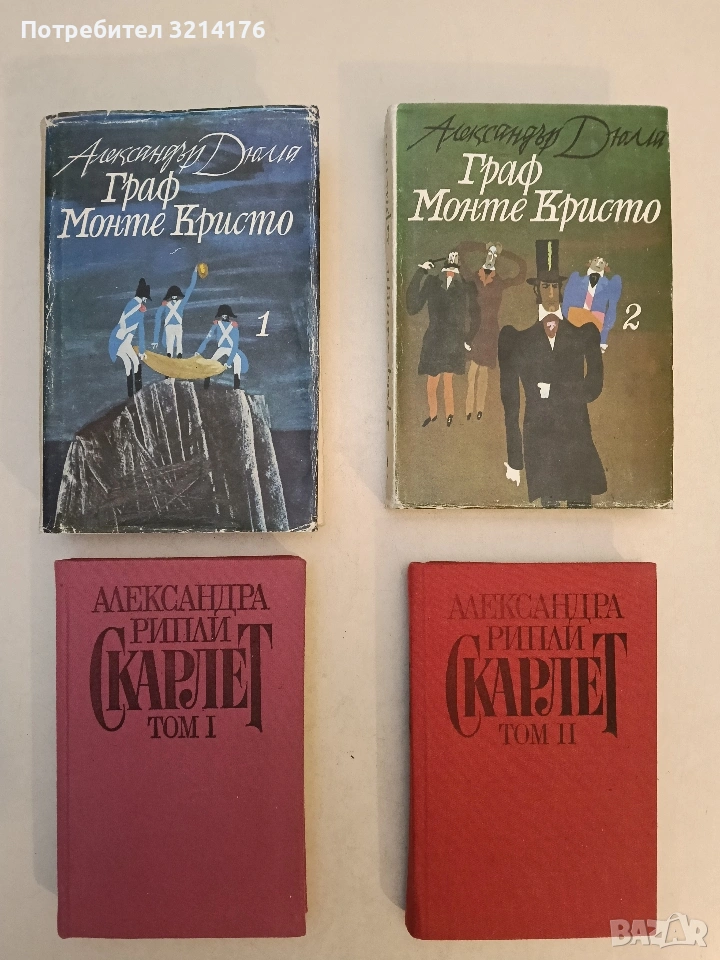 Потребител 3214176
Александър Дюма
Граф
Монте Кристо
1
Александър Дюма
Граф
Монте Кристо
2
АЛЕКСАНДРА
РИПЛИ
СКАРЛЕТ
ТОМ I
АЛЕКСАНДРА
РИПЛИ
СКАРЛЕТ
ТОМ II
BAZAR